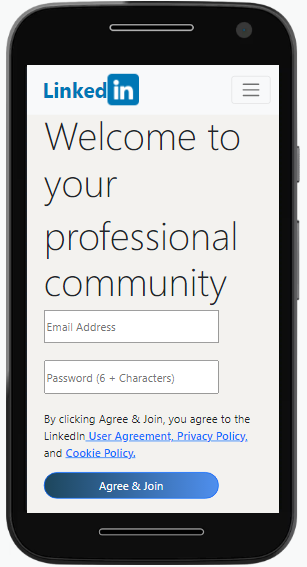 Linkedin
Welcome to
your
professional
community
Email Address
Password (6 + Characters)
By clicking Agree & Join, you agree to the
LinkedIn User Agreement, Privacy Policy,
and Cookie Policy.
Agree & Join